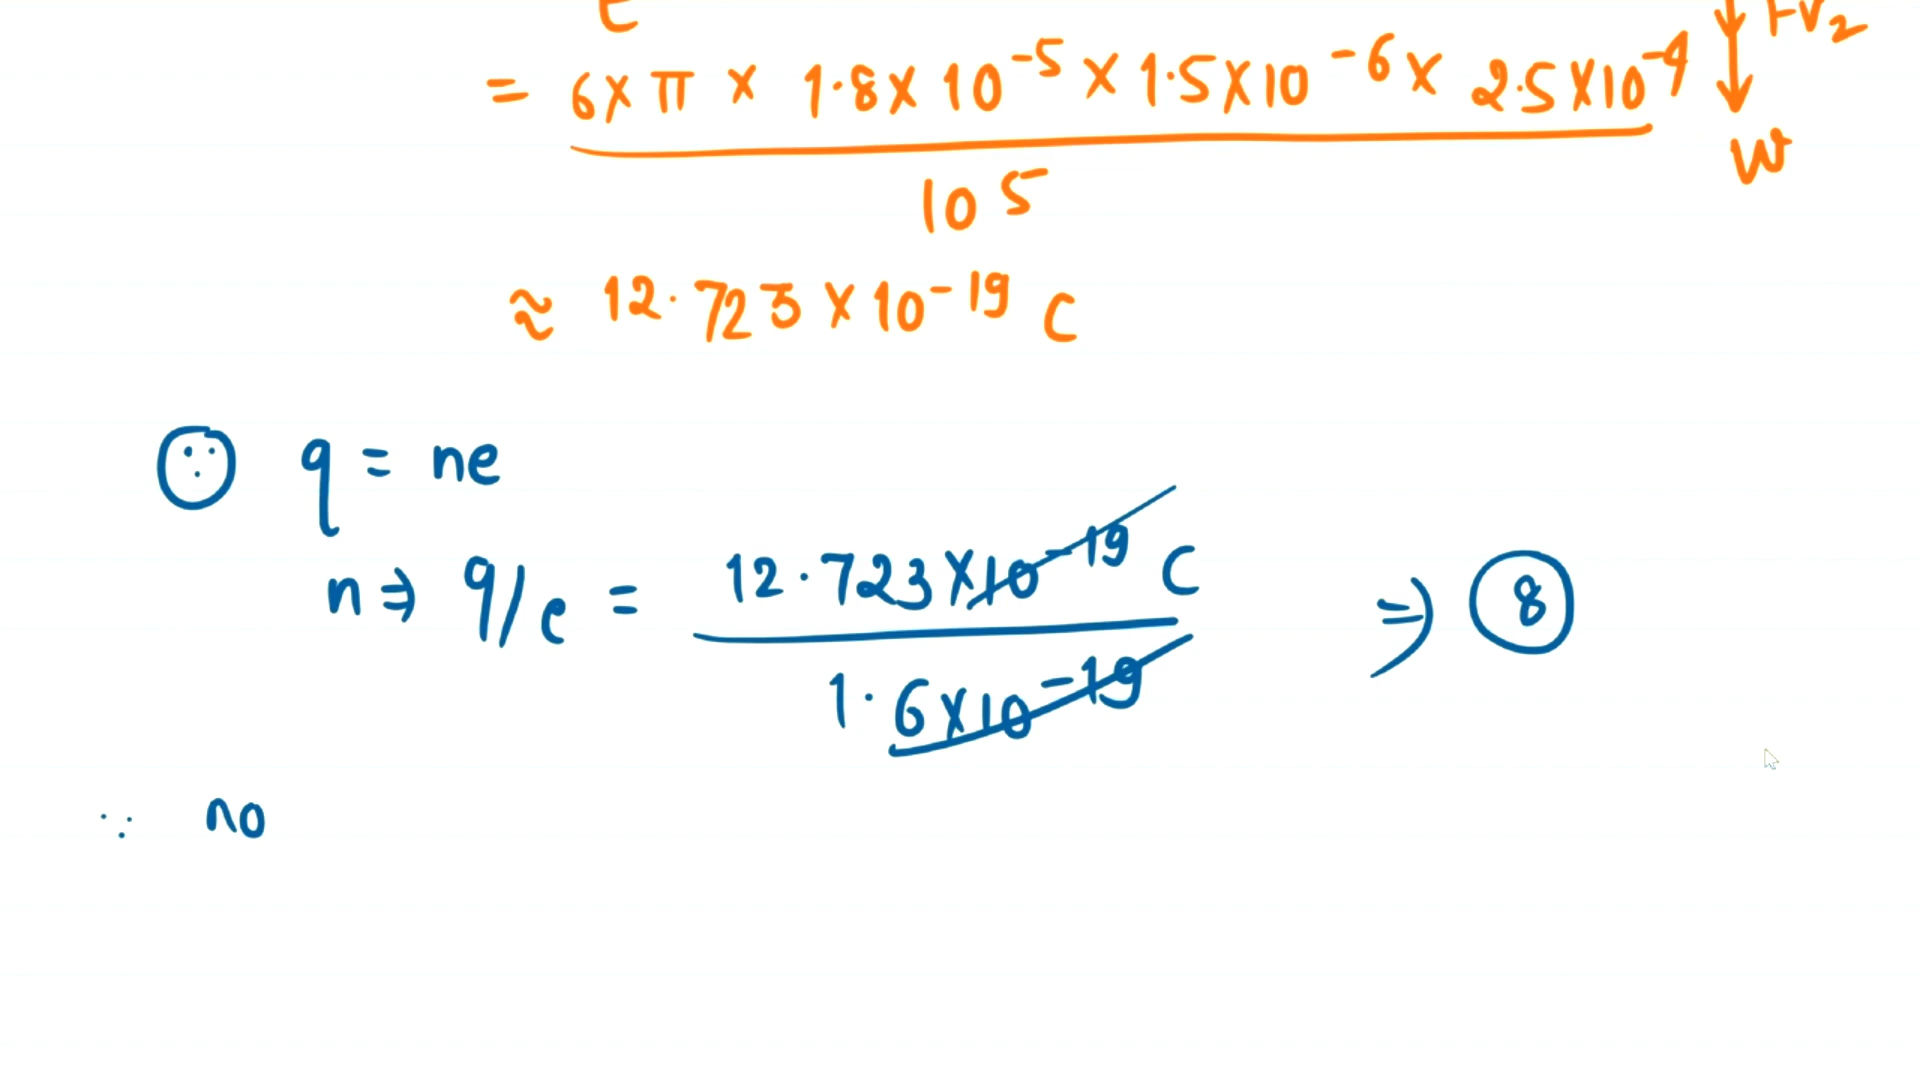 = 6 x π x 1.8 x 10⁻⁵ x 1.5 x 10⁻⁶ x 2.5 x 10⁻⁴
10⁵
W
≈ 12.723 x 10⁻¹⁹ C
∵ q = ne
n ⇒ q/e = 12.723 x 10⁻¹⁹ C
1.6 x 10⁻¹⁹
⇒ 8
∵ no